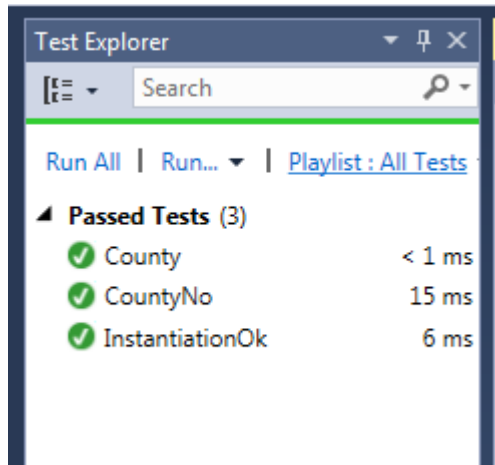 Test Explorer
Search
Run All | Run... | Playlist : All Tests
Passed Tests (3)
County < 1 ms
CountyNo 15 ms
InstantiationOk 6 ms